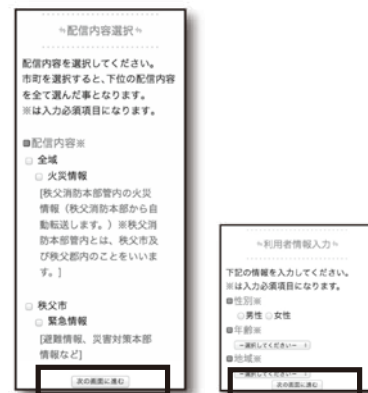 配信内容選択
配信内容を選択してください。
市町を選択すると、下位の配信内容
を全て選んだ事となります。
※は入力必須項目になります。
配信内容※
全域
火災情報
[秩父消防本部管内の火災
情報（秩父消防本部から自
動転送します。）※秩父消
防本部管内とは、秩父市及
び秩父郡内のことをいいま
す。]
秩父市
緊急情報
[避難情報、災害対策本部
情報など]
次の画面に進む
利用者情報入力
下記の情報を入力してください。
※は入力必須項目になります。
性別※
男性 女性
年齢※
ー選択してくださいー
地域※
ー選択してくださいー
次の画面に進む